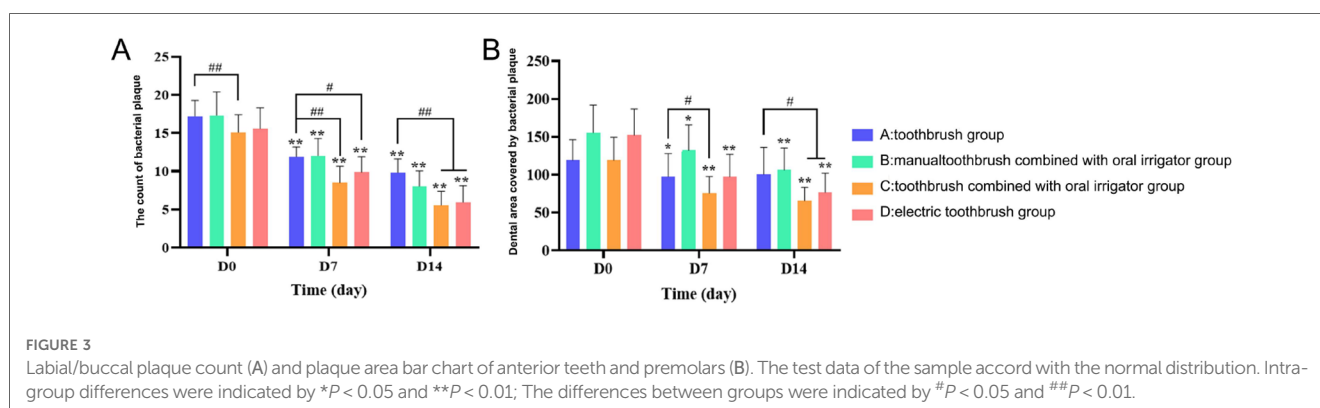 A
The count of bacterial plaque
25
20
15
10
5
0
##
#
##
##
** ** ** **
** ** ** **
D0 D7 D14
Time (day)
B
Dental area covered by bacterial plaque
250
200
150
100
50
0
#
#
* * ** **
** ** **
D0 D7 D14
Time (day)
A:toothbrush group
B:manualtoothbrush combined with oral irrigator group
C:toothbrush combined with oral irrigator group
D:electric toothbrush group
FIGURE 3
Labial/buccal plaque count (A) and plaque area bar chart of anterior teeth and premolars (B). The test data of the sample accord with the normal distribution. Intra-
group differences were indicated by *P < 0.05 and **P < 0.01; The differences between groups were indicated by #P < 0.05 and ##P < 0.01.